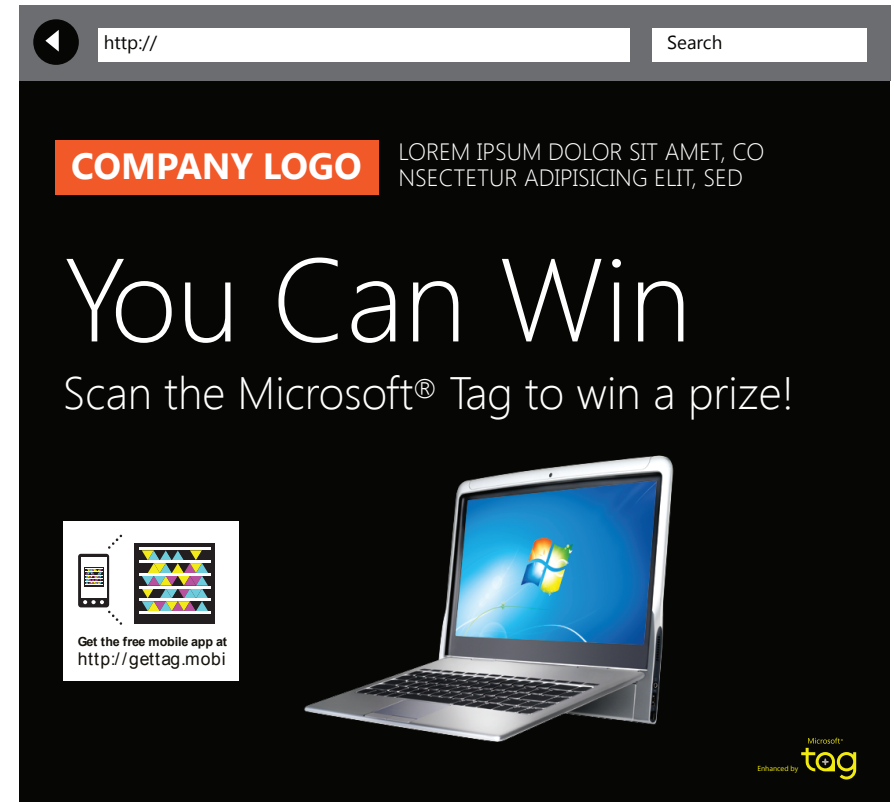 http://
Search
COMPANY LOGO
LOREM IPSUM DOLOR SIT AMET, CO
NSECTETUR ADIPISICING ELIT, SED
You Can Win
Scan the Microsoft® Tag to win a prize!
Get the free mobile app at
http://gettag.mobi
Microsoft®
Enhanced by tag